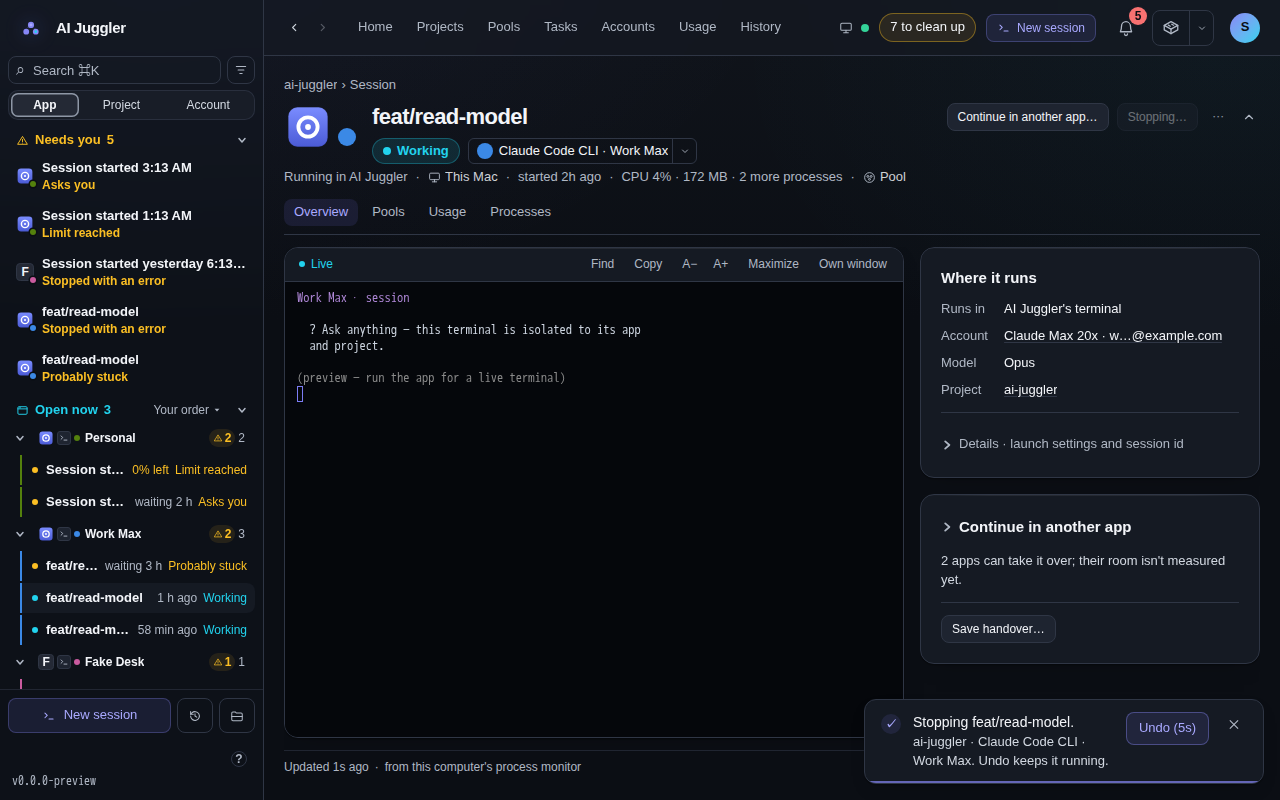 AI Juggler
Search ⌘K
App Project Account
Needs you 5
Session started 3:13 AM
Asks you
Session started 1:13 AM
Limit reached
F Session started yesterday 6:13…
Stopped with an error
feat/read-model
Stopped with an error
feat/read-model
Probably stuck
Open now 3 Your order
Personal 2 2
Session st… 0% left Limit reached
Session st… waiting 2 h Asks you
Work Max 2 3
feat/re… waiting 3 h Probably stuck
feat/read-model 1 h ago Working
feat/read-m… 58 min ago Working
F Fake Desk 1 1
New session
?
v0.0.0-preview
Home Projects Pools Tasks Accounts Usage History
7 to clean up
New session
5
S
ai-juggler › Session
feat/read-model
Continue in another app… Stopping… ···
Working Claude Code CLI · Work Max
Running in AI Juggler · This Mac · started 2h ago · CPU 4% · 172 MB · 2 more processes · Pool
Overview Pools Usage Processes
Live Find Copy A− A+ Maximize Own window
Work Max · session
? Ask anything — this terminal is isolated to its app
and project.
(preview — run the app for a live terminal)
Where it runs
Runs in AI Juggler's terminal
Account Claude Max 20x · w…@example.com
Model Opus
Project ai-juggler
Details · launch settings and session id
Continue in another app
2 apps can take it over; their room isn't measured
yet.
Save handover…
Updated 1s ago · from this computer's process monitor
Stopping feat/read-model.
ai-juggler · Claude Code CLI ·
Work Max. Undo keeps it running.
Undo (5s)